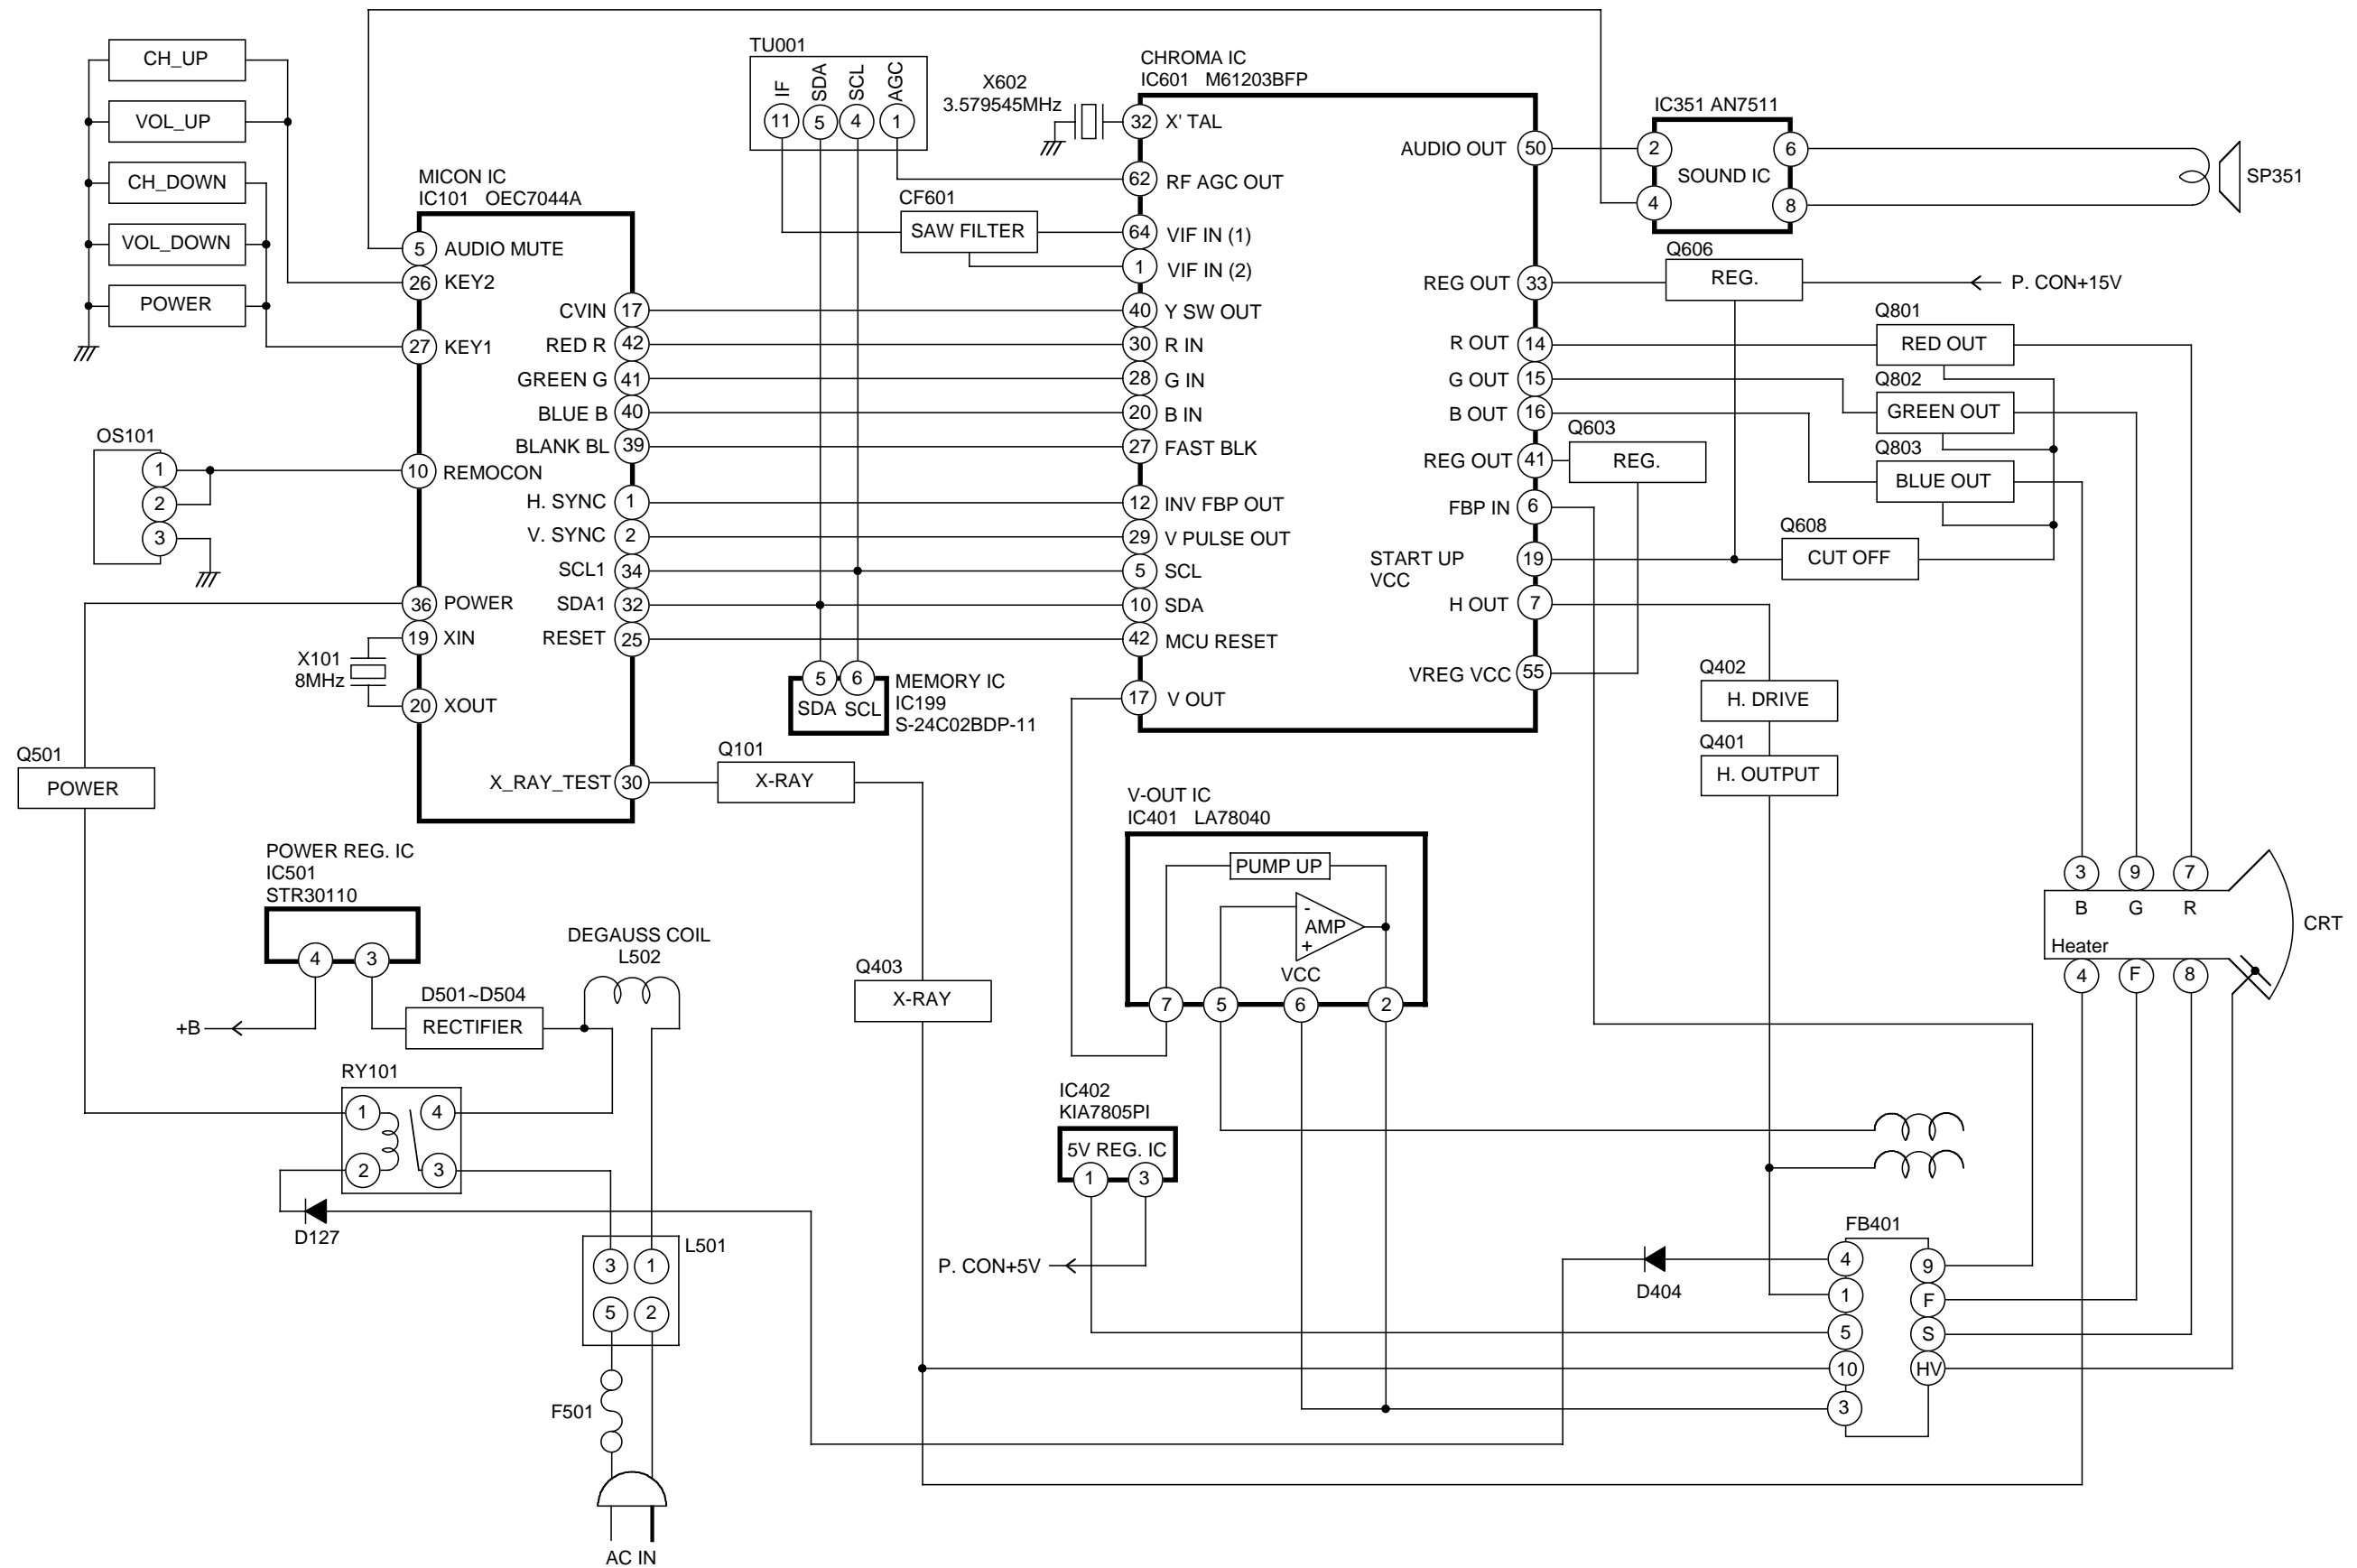 CH_UP
VOL_UP
CH_DOWN
VOL_DOWN
POWER
MICON IC
IC101 OEC7044A
5 AUDIO MUTE
26 KEY2
27 KEY1
10 REMOCON
36 POWER
19 XIN
20 XOUT
CVIN 17
RED R 42
GREEN G 41
BLUE B 40
BLANK BL 39
H. SYNC 1
V. SYNC 2
SCL1 34
SDA1 32
RESET 25
X_RAY_TEST 30
OS101
1
2
3
X101
8MHz
Q501
POWER
TU001
IF SDA SCL AGC
11 5 4 1
X602
3.579545MHz
CF601
SAW FILTER
CHROMA IC
IC601 M61203BFP
32 X' TAL
62 RF AGC OUT
64 VIF IN (1)
1 VIF IN (2)
40 Y SW OUT
30 R IN
28 G IN
20 B IN
27 FAST BLK
12 INV FBP OUT
29 V PULSE OUT
5 SCL
10 SDA
42 MCU RESET
17 V OUT
AUDIO OUT 50
REG OUT 33
R OUT 14
G OUT 15
B OUT 16
REG OUT 41
FBP IN 6
START UP
VCC
19
H OUT 7
VREG VCC 55
5 6
SDA SCL
MEMORY IC
IC199
S-24C02BDP-11
IC351 AN7511
2 6
SOUND IC
4 8
SP351
Q606
REG.
P. CON+15V
Q801
RED OUT
Q802
GREEN OUT
Q803
BLUE OUT
Q603
REG.
Q608
CUT OFF
Q402
H. DRIVE
Q401
H. OUTPUT
Q101
X-RAY
Q403
X-RAY
V-OUT IC
IC401 LA78040
PUMP UP
-
AMP
+
VCC
7 5 6 2
3 9 7
B G R
CRT
Heater
4 F 8
POWER REG. IC
IC501
STR30110
4 3
+B
D501~D504
RECTIFIER
DEGAUSS COIL
L502
RY101
1 4
2 3
D127
L501
3 1
5 2
F501
AC IN
IC402
KIA7805PI
5V REG. IC
1 3
P. CON+5V
D404
FB401
4 9
1 F
5 S
10 HV
3